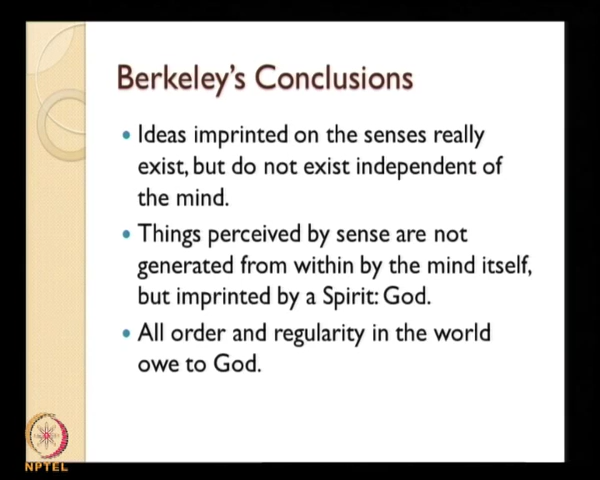 Berkeley's Conclusions
• Ideas imprinted on the senses really
exist, but do not exist independent of
the mind.
• Things perceived by sense are not
generated from within by the mind itself,
but imprinted by a Spirit: God.
• All order and regularity in the world
owe to God.
NPTEL